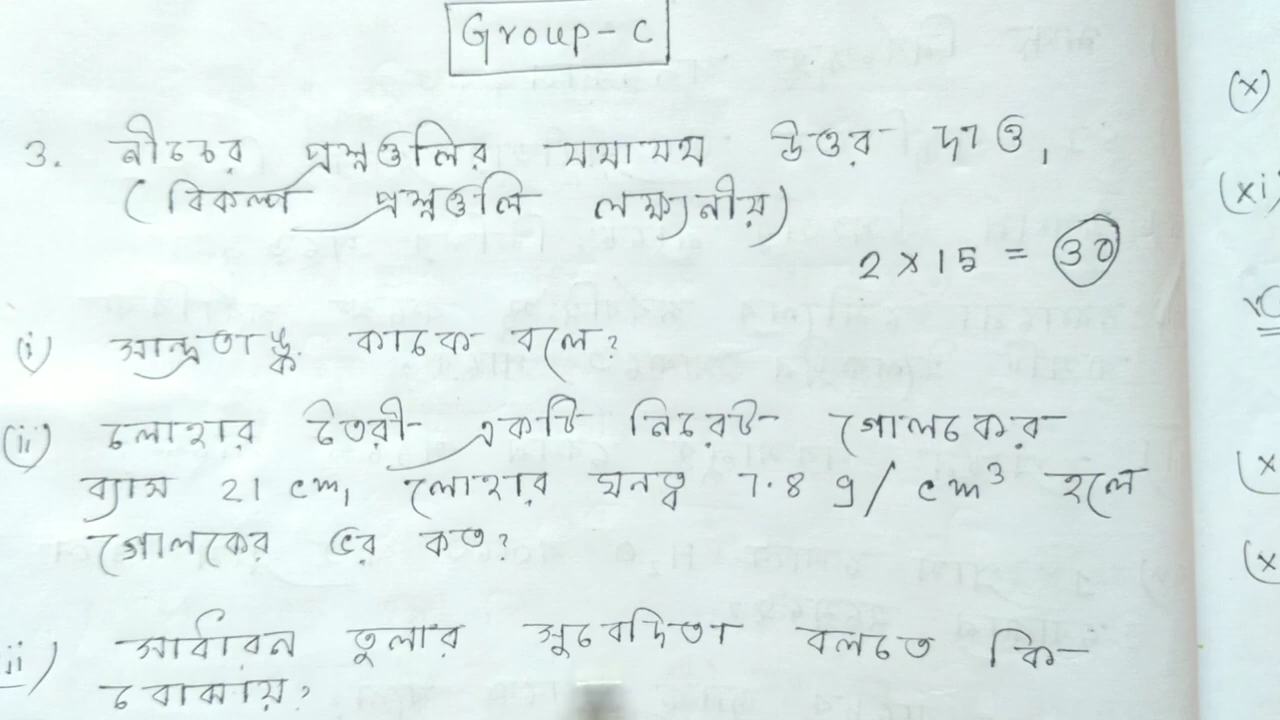 Group-C
3. নীচের প্রশ্নগুলির যথাযথ উত্তর দাও,
(বিকল্প প্রশ্নগুলি লক্ষ্যনীয়)
2 × 15 = 30
(i) সান্দ্রতাঙ্ক কাকে বলে?
(ii) লোহার তৈরী একটি নিরেট গোলকের
ব্যাস 21 cm, লোহার ঘনত্ব 7.8 g/cm³ হলে
গোলকের ভর কত?
ii) সাধারন তুলার সুবেদিতা বলতে কি
বোঝায়?
(x)
(xi)
(x
(x